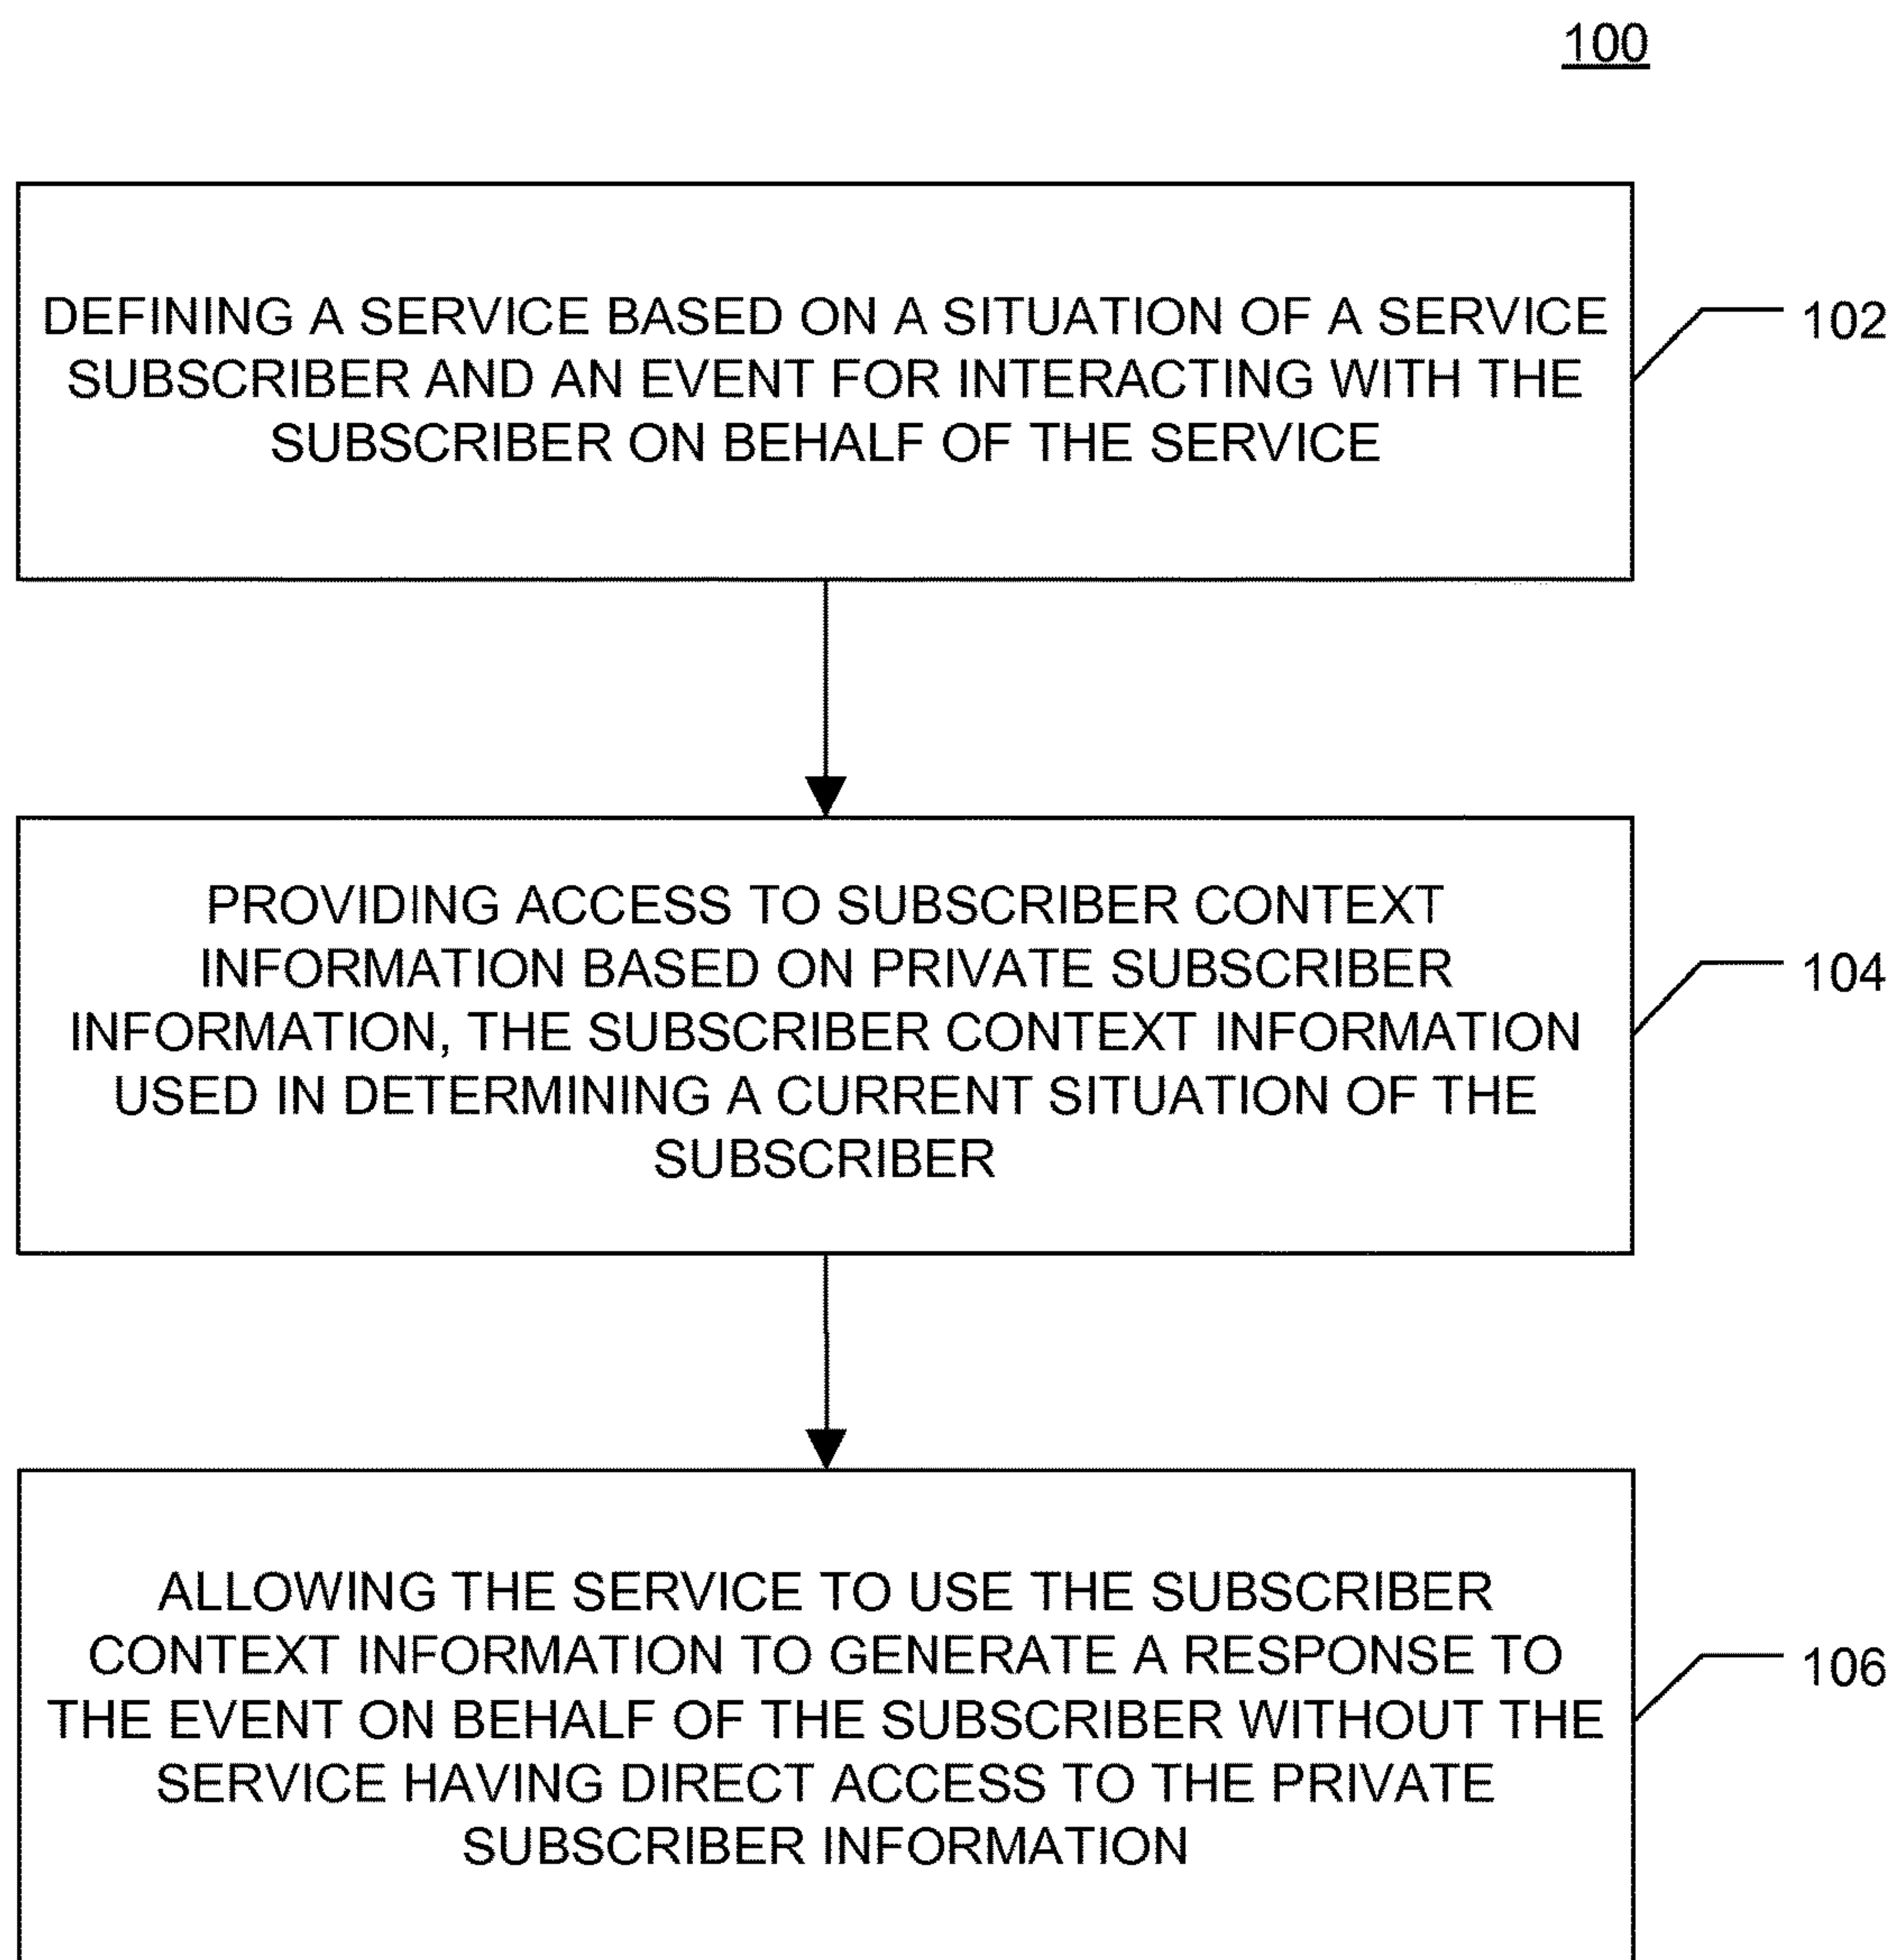 100
DEFINING A SERVICE BASED ON A SITUATION OF A SERVICE
SUBSCRIBER AND AN EVENT FOR INTERACTING WITH THE
SUBSCRIBER ON BEHALF OF THE SERVICE
102
PROVIDING ACCESS TO SUBSCRIBER CONTEXT
INFORMATION BASED ON PRIVATE SUBSCRIBER
INFORMATION, THE SUBSCRIBER CONTEXT INFORMATION
USED IN DETERMINING A CURRENT SITUATION OF THE
SUBSCRIBER
104
ALLOWING THE SERVICE TO USE THE SUBSCRIBER
CONTEXT INFORMATION TO GENERATE A RESPONSE TO
THE EVENT ON BEHALF OF THE SUBSCRIBER WITHOUT THE
SERVICE HAVING DIRECT ACCESS TO THE PRIVATE
SUBSCRIBER INFORMATION
106